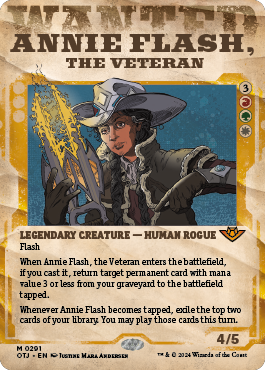 WANTED
ANNIE FLASH,
THE VETERAN
3
LEGENDARY CREATURE — HUMAN ROGUE
Flash
When Annie Flash, the Veteran enters the battlefield,
if you cast it, return target permanent card with mana
value 3 or less from your graveyard to the battlefield
tapped.
Whenever Annie Flash becomes tapped, exile the top two
cards of your library. You may play those cards this turn.
4/5
M 0291
OTJ • EN JUSTINE MARA ANDERSEN
™ & © 2024 Wizards of the Coast